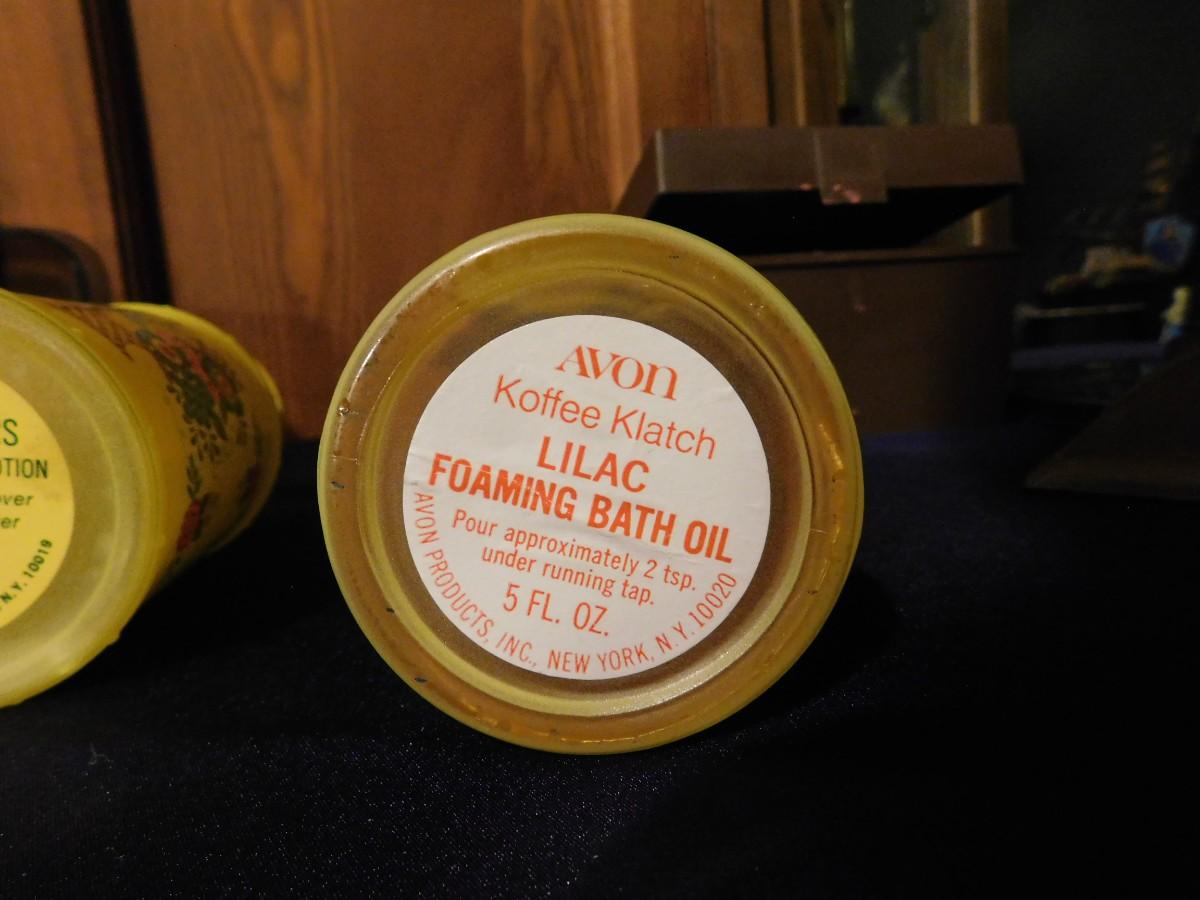 AVON
Koffee Klatch
LILAC
FOAMING BATH OIL
Pour approximately 2 tsp.
under running tap.
5 FL. OZ.
AVON PRODUCTS, INC., NEW YORK, N.Y. 10020
N.Y. 10019